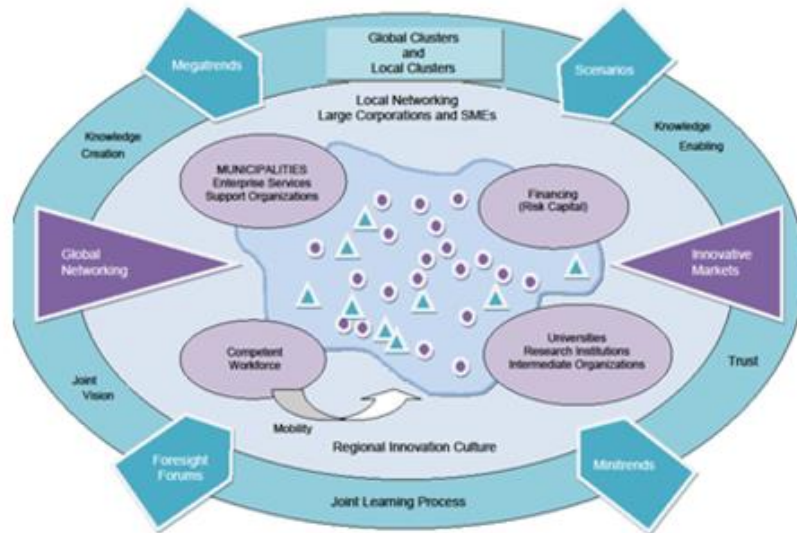 Global Clusters
and
Local Clusters
Megatrends
Scenarios
Local Networking
Large Corporations and SMEs
Knowledge
Creation
Knowledge
Enabling
MUNICIPALITIES
Enterprise Services
Support Organizations
Financing
(Risk Capital)
Global
Networking
Innovative
Markets
Competent
Workforce
Universities
Research Institutions
Intermediate Organizations
Joint
Vision
Trust
Mobility
Regional Innovation Culture
Foresight
Forums
Minitrends
Joint Learning Process